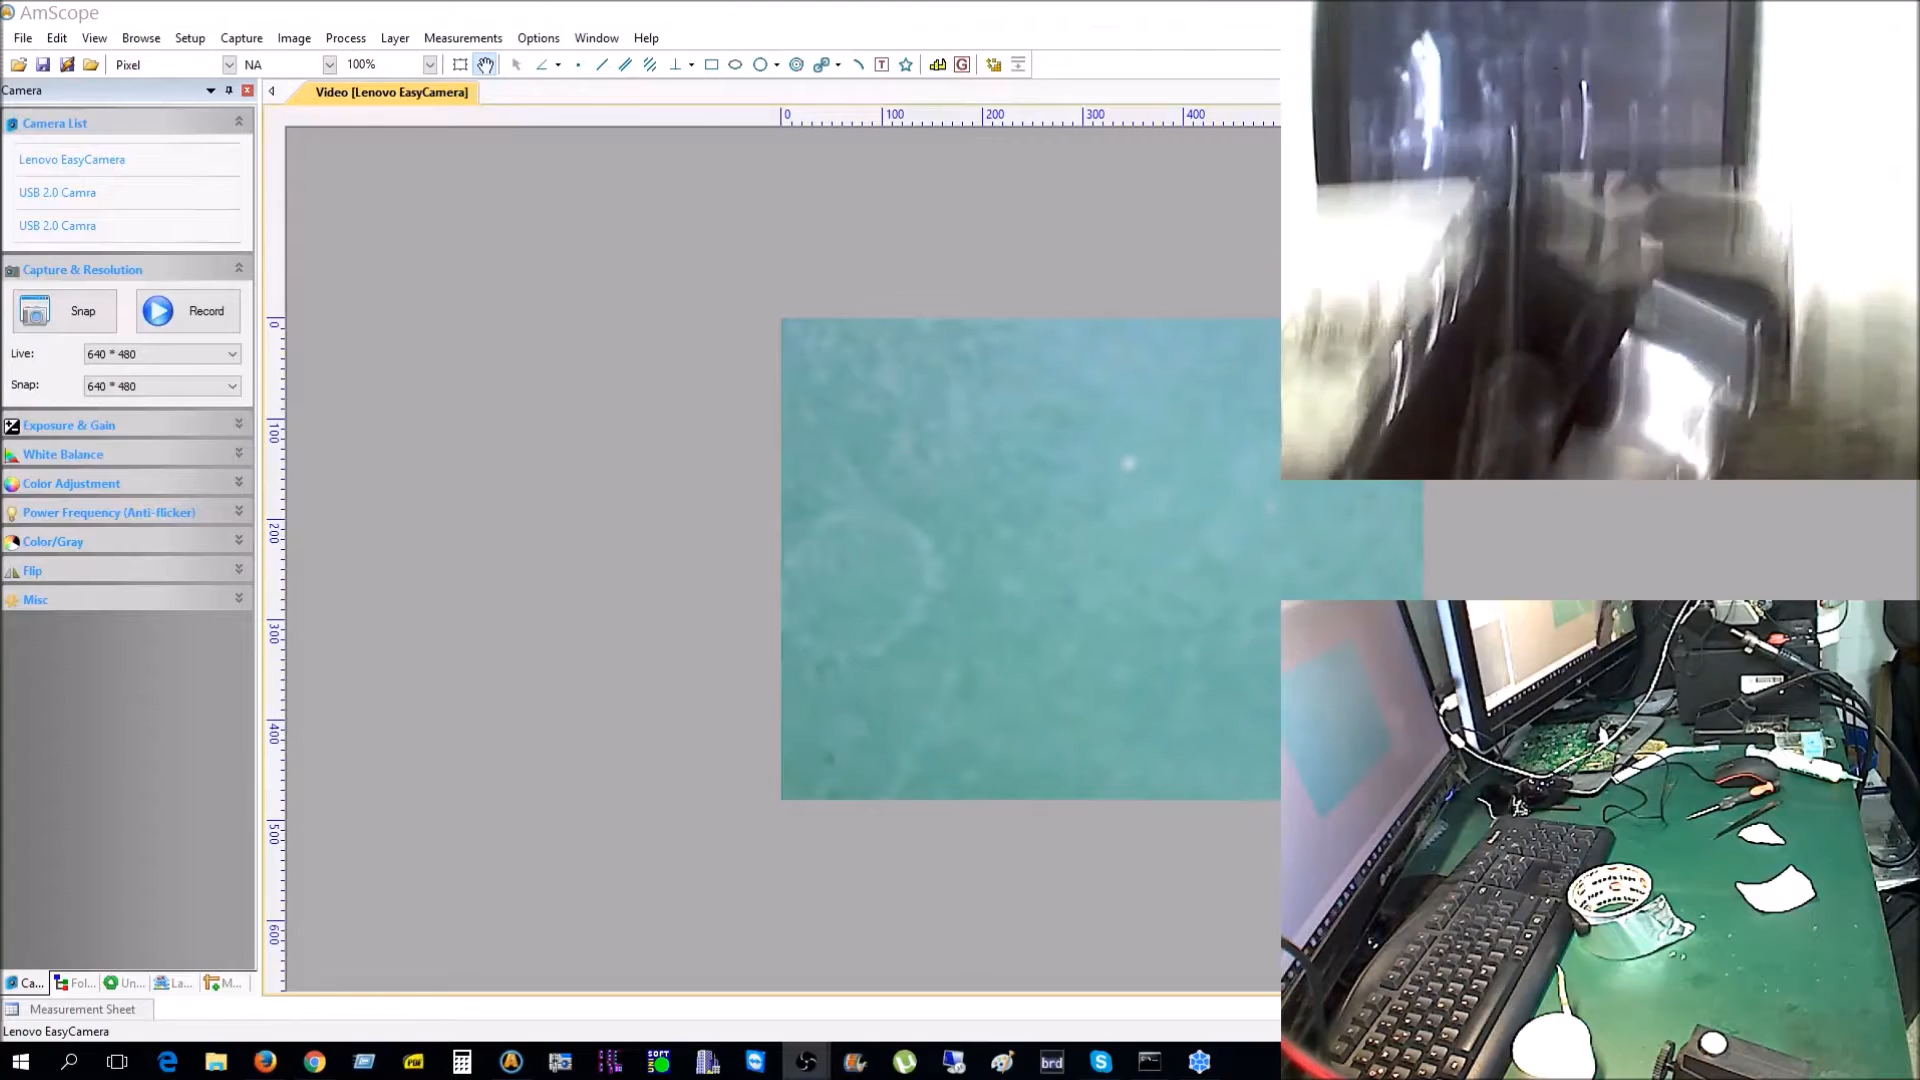 AmScope
File Edit View Browse Setup Capture Image Process Layer Measurements Options Window Help
Pixel NA 100%
Camera
Video [Lenovo EasyCamera]
0 100 200 300 400
Camera List
Lenovo EasyCamera
USB 2.0 Camra
USB 2.0 Camra
Capture & Resolution
Snap Record
Live: 640 * 480
Snap: 640 * 480
Exposure & Gain
White Balance
Color Adjustment
Power Frequency (Anti-flicker)
Color/Gray
Flip
Misc
0
100
200
300
400
500
600
Ca... Fol... Un... La... M...
Measurement Sheet
Lenovo EasyCamera
PDF SOFT brd